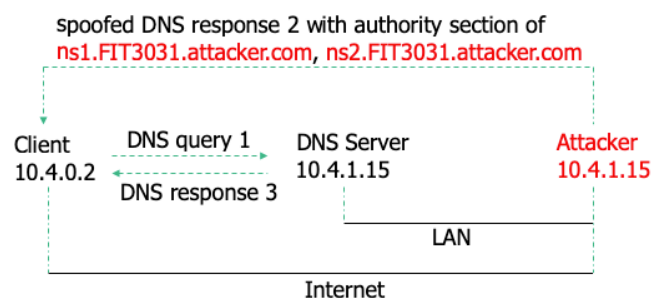 spoofed DNS response 2 with authority section of
ns1.FIT3031.attacker.com, ns2.FIT3031.attacker.com
Client
10.4.0.2
DNS query 1
DNS response 3
DNS Server
10.4.1.15
Attacker
10.4.1.15
LAN
Internet